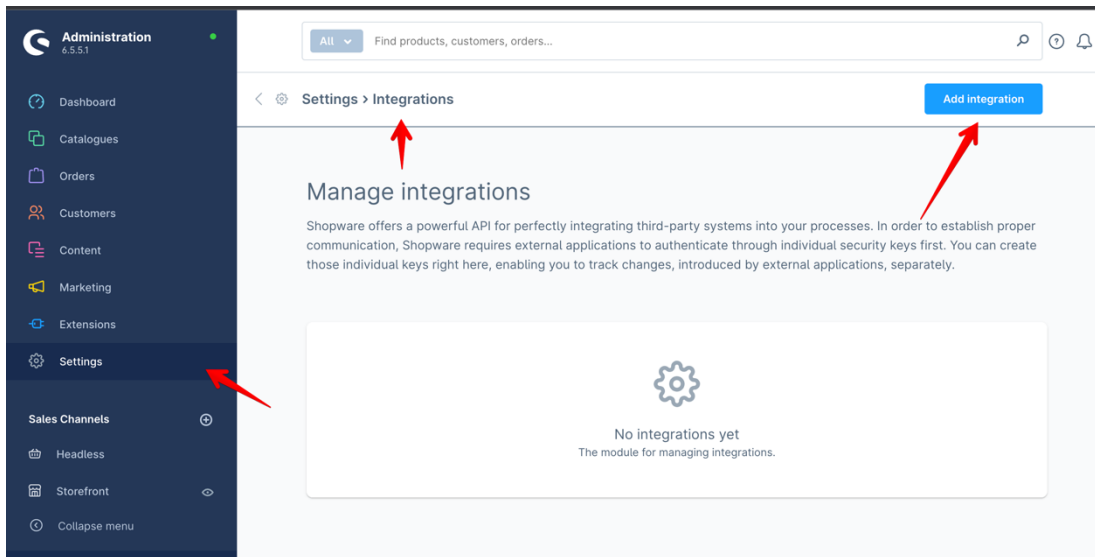 Administration
6.5.5.1
All
Find products, customers, orders...
Dashboard
Catalogues
Orders
Customers
Content
Marketing
Extensions
Settings
Sales Channels
Headless
Storefront
Collapse menu
Settings > Integrations
Add integration
Manage integrations
Shopware offers a powerful API for perfectly integrating third-party systems into your processes. In order to establish proper
communication, Shopware requires external applications to authenticate through individual security keys first. You can create
those individual keys right here, enabling you to track changes, introduced by external applications, separately.
No integrations yet
The module for managing integrations.